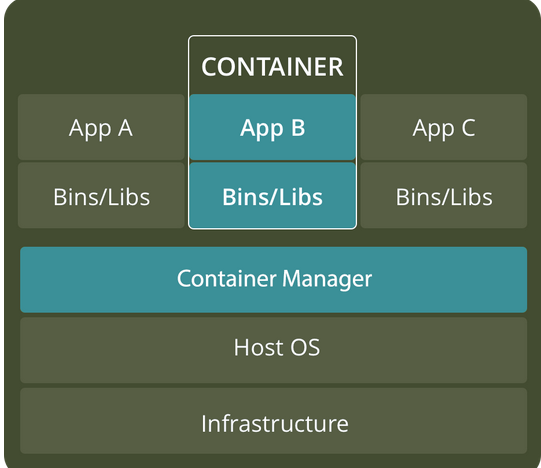 CONTAINER
App A
App B
App C
Bins/Libs
Bins/Libs
Bins/Libs
Container Manager
Host OS
Infrastructure